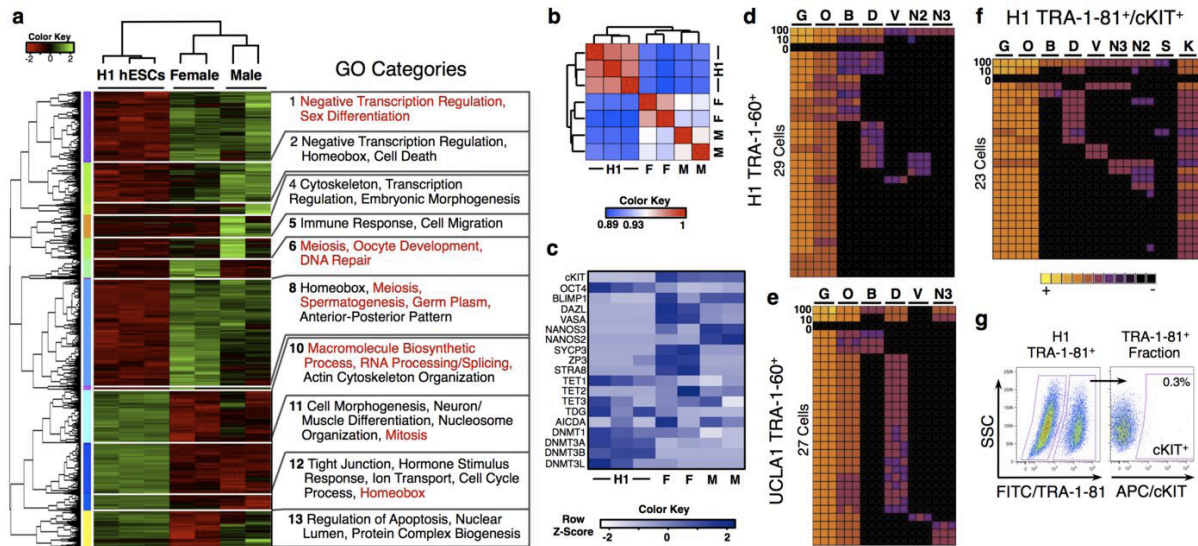 a
Color Key
-2 0 2
H1 hESCs Female Male
GO Categories
1 Negative Transcription Regulation,
Sex Differentiation
2 Negative Transcription Regulation,
Homeobox, Cell Death
4 Cytoskeleton, Transcription
Regulation, Embryonic Morphogenesis
5 Immune Response, Cell Migration
6 Meiosis, Oocyte Development,
DNA Repair
8 Homeobox, Meiosis,
Spermatogenesis, Germ Plasm,
Anterior-Posterior Pattern
10 Macromolecule Biosynthetic
Process, RNA Processing/Splicing,
Actin Cytoskeleton Organization
11 Cell Morphogenesis, Neuron/
Muscle Differentiation, Nucleosome
Organization, Mitosis
12 Tight Junction, Hormone Stimulus
Response, Ion Transport, Cell Cycle
Process, Homeobox
13 Regulation of Apoptosis, Nuclear
Lumen, Protein Complex Biogenesis
b
H1
F
F
M
M
H1 F F M M
Color Key
0.89 0.93 1
c
cKIT
OCT4
BLIMP1
DAZL
VASA
NANOS3
NANOS2
SYCP3
ZP3
STRA8
TET1
TET2
TET3
TDG
AICDA
DNMT1
DNMT3A
DNMT3B
DNMT3L
H1 F F M M
Color Key
Row
Z-Score
-2 0 2
d
G O B D V N2 N3
100
10
0
H1 TRA-1-60+
29 Cells
e
G O B D V N3
100
10
0
UCLA1 TRA-1-60+
27 Cells
f
H1 TRA-1-81+/cKIT+
G O B D V N3 N2 S K
100
10
0
23 Cells
+ -
g
H1
TRA-1-81+
TRA-1-81+
Fraction
0.3%
cKIT+
SSC
FITC/TRA-1-81
APC/cKIT